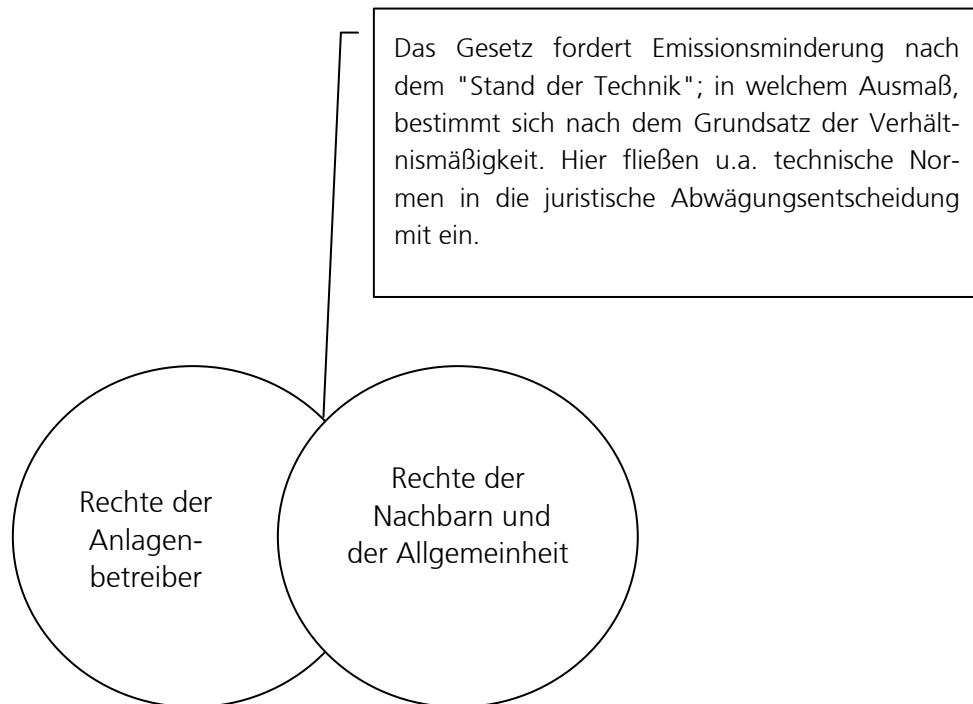 Das Gesetz fordert Emissionsminderung nach
dem "Stand der Technik"; in welchem Ausmaß,
bestimmt sich nach dem Grundsatz der Verhält-
nismäßigkeit. Hier fließen u.a. technische Nor-
men in die juristische Abwägungsentscheidung
mit ein.
Rechte der
Anlagen-
betreiber
Rechte der
Nachbarn und
der Allgemeinheit